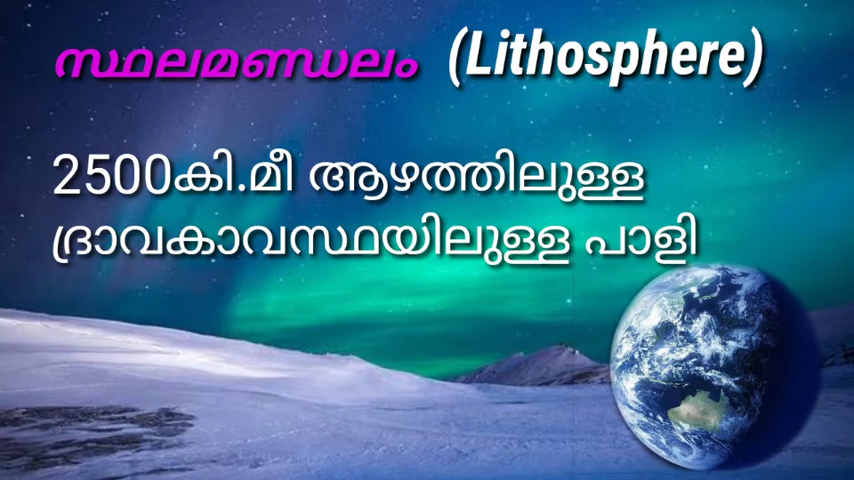 സ്ഥലമണ്ഡലം (Lithosphere)
2500കി.മീ ആഴത്തിലുള്ള
ദ്രാവകാവസ്ഥയിലുള്ള പാളി